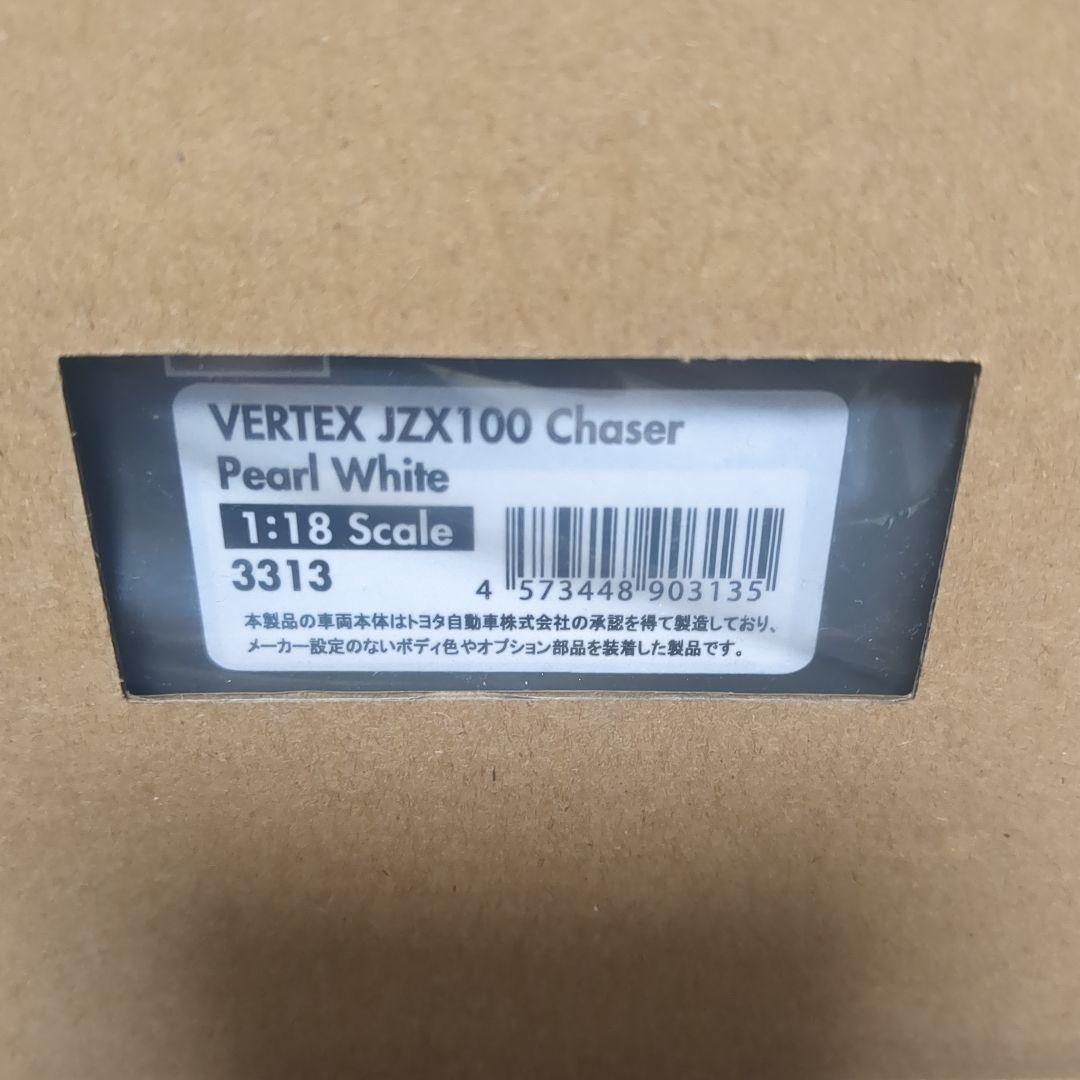 VERTEX JZX100 Chaser
Pearl White
1:18 Scale
3313
4 573448 903135
本製品の車両本体はトヨタ自動車株式会社の承認を得て製造しており、
メーカー設定のないボディ色やオプション部品を装着した製品です。